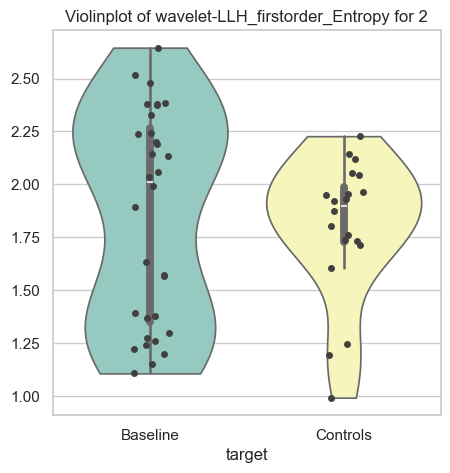 Violinplot of wavelet-LLH_firstorder_Entropy for 2
2.50
2.25
2.00
1.75
1.50
1.25
1.00
Baseline
Controls
target